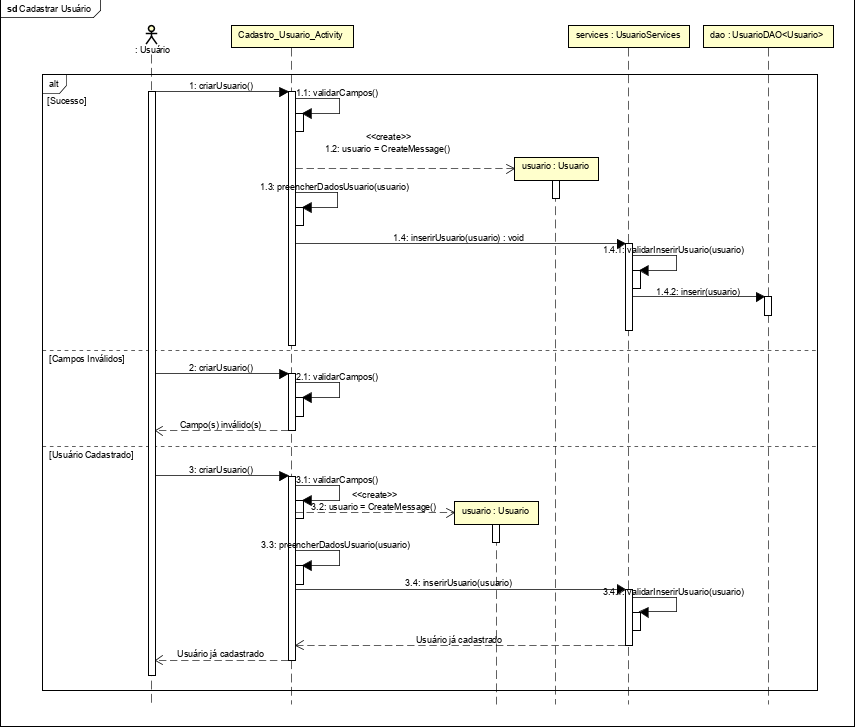 sd Cadastrar Usuário
: Usuário
Cadastro_Usuario_Activity
services : UsuarioServices
dao : UsuarioDAO<Usuario>
alt
[Sucesso]
1: criarUsuario()
1.1: validarCampos()
<<create>>
1.2: usuario = CreateMessage()
usuario : Usuario
1.3: preencherDadosUsuario(usuario)
1.4: inserirUsuario(usuario) : void
1.4.1: validarInserirUsuario(usuario)
1.4.2: inserir(usuario)
[Campos Inválidos]
2: criarUsuario()
2.1: validarCampos()
Campo(s) inválido(s)
[Usuário Cadastrado]
3: criarUsuario()
3.1: validarCampos()
<<create>>
3.2: usuario = CreateMessage()
usuario : Usuario
3.3: preencherDadosUsuario(usuario)
3.4: inserirUsuario(usuario)
3.4.1: validarInserirUsuario(usuario)
Usuário já cadastrado
Usuário já cadastrado